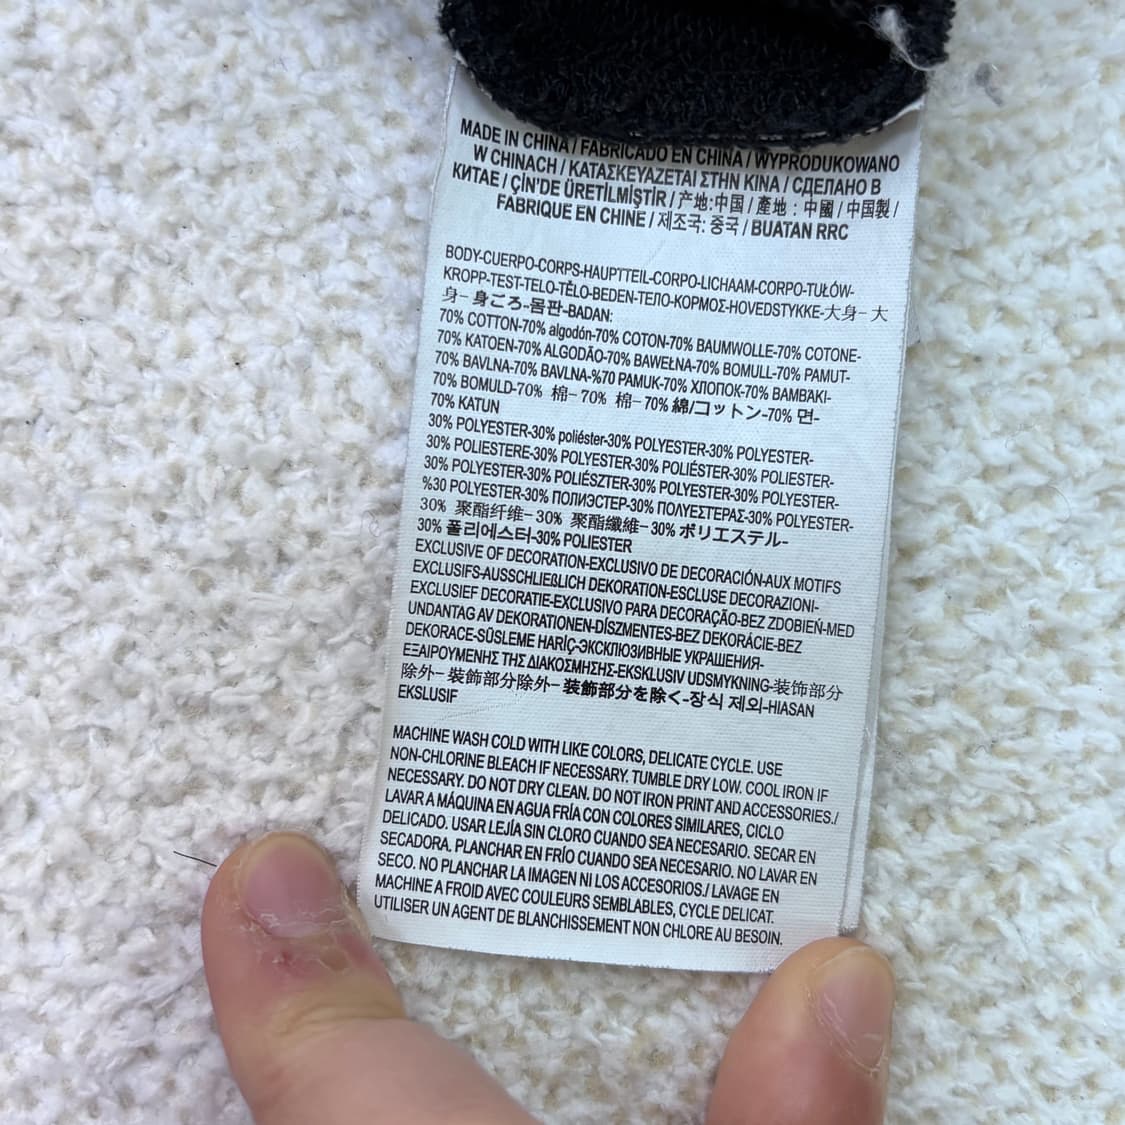 MADE IN CHINA / FABRICADO EN CHINA / WYPRODUKOWANO
W CHINACH / ΚΑΤΑΣΚΕΥΑΖΕΤΑΙ ΣΤΗΝ ΚΙΝΑ / СДЕЛАНО В
КИТАЕ / ÇİN'DE ÜRETİLMİŞTİR / 产地:中国 / 產地 : 中國 / 中国製 /
FABRIQUE EN CHINE / 제조국: 중국 / BUATAN RRC
BODY-CUERPO-CORPS-HAUPTTEIL-CORPO-LICHAAM-CORPO-TUŁÓW-
KROPP-TEST-TELO-TĚLO-BEDEN-ТЕЛО-ΚΟΡΜΟΣ-HOVEDSTYKKE-大身-大
身-身ごろ-몸판-BADAN:
70% COTTON-70% algodón-70% COTON-70% BAUMWOLLE-70% COTONE-
70% KATOEN-70% ALGODÃO-70% BAWEŁNA-70% BOMULL-70% PAMUT-
70% BAVLNA-70% BAVLNA-%70 PAMUK-70% ХЛОПОК-70% ΒΑΜΒΑΚΙ-
70% BOMULD-70% 棉-70% 棉-70% 綿/コットン-70% 면-
70% KATUN
30% POLYESTER-30% poliéster-30% POLYESTER-30% POLYESTER-
30% POLIESTERE-30% POLYESTER-30% POLIÉSTER-30% POLIESTER-
30% POLYESTER-30% POLIÉSZTER-30% POLYESTER-30% POLYESTER-
%30 POLYESTER-30% ПОЛИЭСТЕР-30% ΠΟΛΥΕΣΤΕΡΑΣ-30% POLYESTER-
30% 聚酯纤维-30% 聚酯纖維-30% ポリエステル-
30% 폴리에스터-30% POLIESTER
EXCLUSIVE OF DECORATION-EXCLUSIVO DE DECORACIÓN-AUX MOTIFS
EXCLUSIFS-AUSSCHLIEßLICH DEKORATION-ESCLUSE DECORAZIONI-
EXCLUSIEF DECORATIE-EXCLUSIVO PARA DECORAÇÃO-BEZ ZDOBIEŃ-MED
UNDANTAG AV DEKORATIONEN-DÍSZMENTES-BEZ DEKORÁCIE-BEZ
DEKORACE-SÜSLEME HARİÇ-ЭКСКЛЮЗИВНЫЕ УКРАШЕНИЯ-
ΕΞΑΙΡΟΥΜΕΝΗΣ ΤΗΣ ΔΙΑΚΟΣΜΗΣΗΣ-EKSKLUSIV UDSMYKNING-装饰部分
除外-裝飾部分除外-装飾部分を除く-장식 제외-HIASAN
EKSLUSIF
MACHINE WASH COLD WITH LIKE COLORS, DELICATE CYCLE. USE
NON-CHLORINE BLEACH IF NECESSARY. TUMBLE DRY LOW. COOL IRON IF
NECESSARY. DO NOT DRY CLEAN. DO NOT IRON PRINT AND ACCESSORIES./
LAVAR A MÁQUINA EN AGUA FRÍA CON COLORES SIMILARES, CICLO
DELICADO. USAR LEJÍA SIN CLORO CUANDO SEA NECESARIO. SECAR EN
SECADORA. PLANCHAR EN FRÍO CUANDO SEA NECESARIO. NO LAVAR EN
SECO. NO PLANCHAR LA IMAGEN NI LOS ACCESORIOS./ LAVAGE EN
MACHINE A FROID AVEC COULEURS SEMBLABLES, CYCLE DELICAT.
UTILISER UN AGENT DE BLANCHISSEMENT NON CHLORE AU BESOIN.